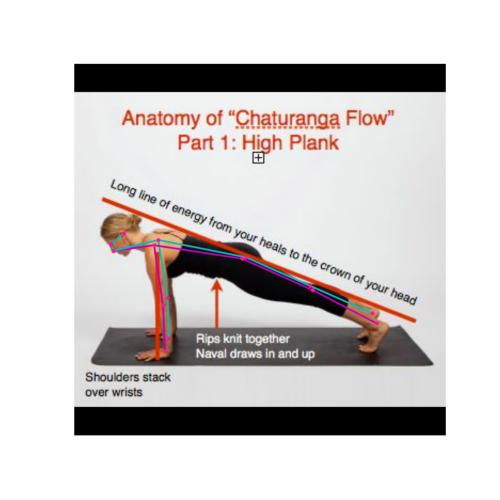 Anatomy of “Chaturanga Flow”
Part 1: High Plank
Long line of energy from your heals to the crown of your head
Rips knit together
Naval draws in and up
Shoulders stack
over wrists